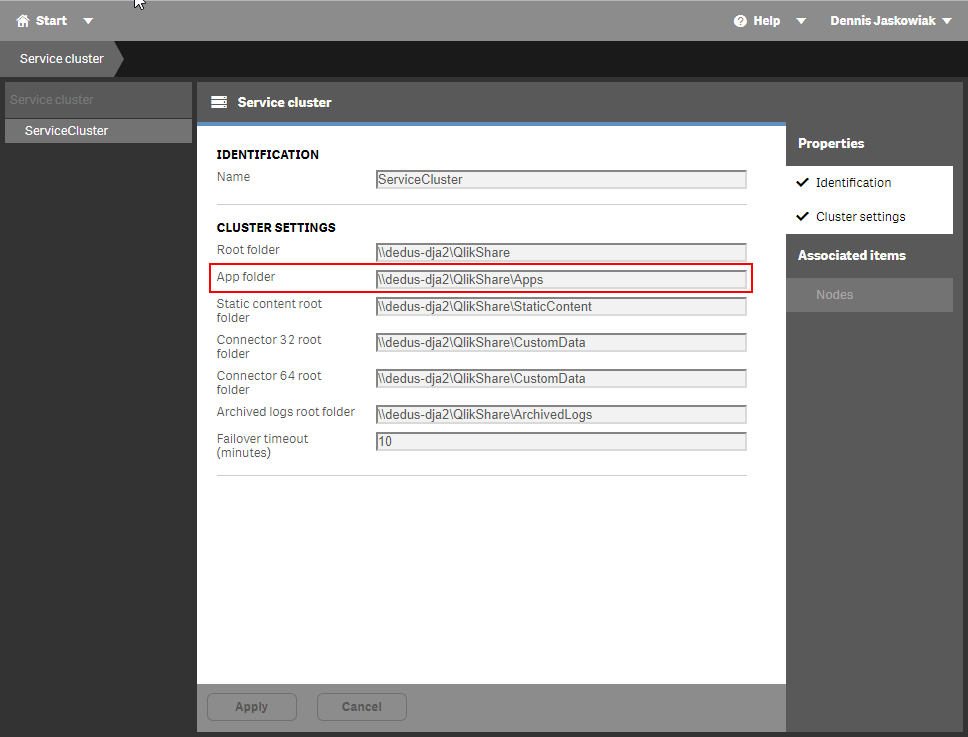 Start
Help
Dennis Jaskowiak
Service cluster
Service cluster
ServiceCluster
Service cluster
IDENTIFICATION
Name
ServiceCluster
CLUSTER SETTINGS
Root folder
\\dedus-dja2\QlikShare
App folder
\\dedus-dja2\QlikShare\Apps
Static content root
folder
\\dedus-dja2\QlikShare\StaticContent
Connector 32 root
folder
\\dedus-dja2\QlikShare\CustomData
Connector 64 root
folder
\\dedus-dja2\QlikShare\CustomData
Archived logs root folder
\\dedus-dja2\QlikShare\ArchivedLogs
Failover timeout
(minutes)
10
Apply
Cancel
Properties
Identification
Cluster settings
Associated items
Nodes